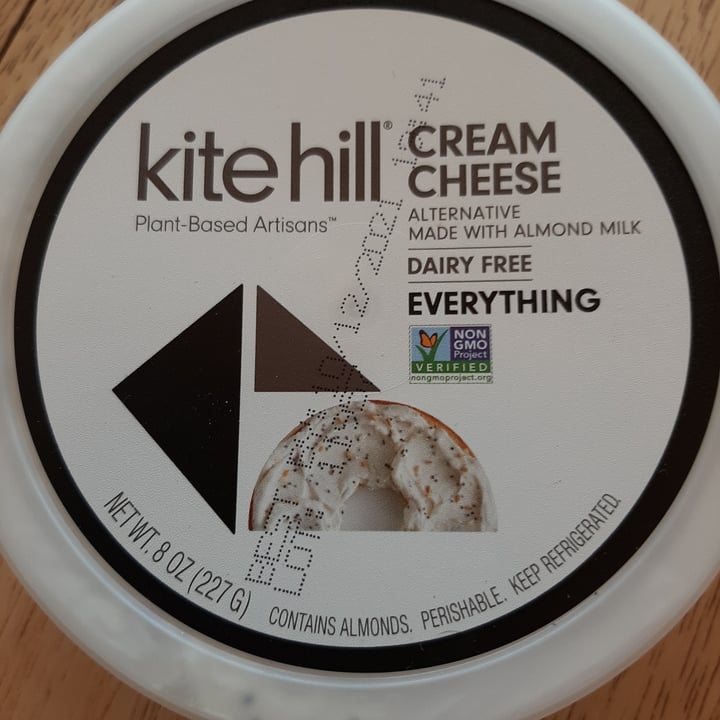 kite hill®
Plant-Based Artisans™
CREAM
CHEESE
ALTERNATIVE
MADE WITH ALMOND MILK
DAIRY FREE
EVERYTHING
NON
GMO
Project
VERIFIED
nongmoproject.org
NET WT. 8 OZ (227 G)
CONTAINS ALMONDS. PERISHABLE. KEEP REFRIGERATED.